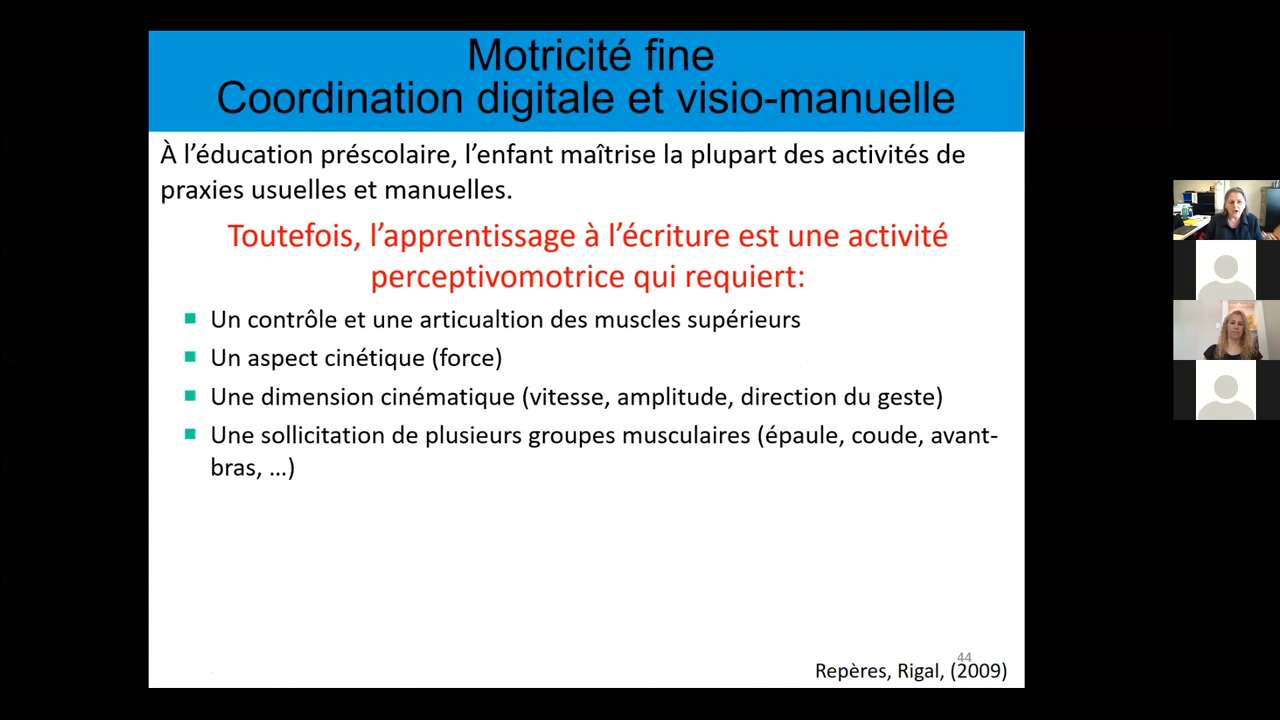 Motricité fine
Coordination digitale et visio-manuelle
À l’éducation préscolaire, l’enfant maîtrise la plupart des activités de
praxies usuelles et manuelles.
Toutefois, l’apprentissage à l’écriture est une activité
perceptivomotrice qui requiert:
Un contrôle et une articualtion des muscles supérieurs
Un aspect cinétique (force)
Une dimension cinématique (vitesse, amplitude, direction du geste)
Une sollicitation de plusieurs groupes musculaires (épaule, coude, avant-
bras, …)
44
Repères, Rigal, (2009)